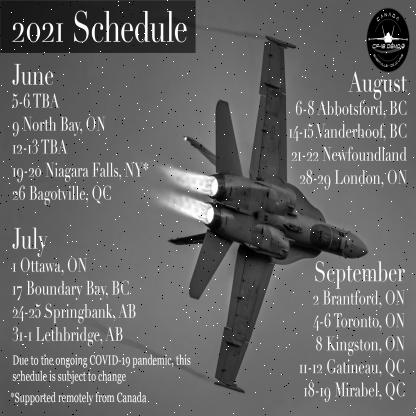 2021 Schedule
CANADA
CF-18 DEMO
June
5-6 TBA
9 North Bay, ON
12-13 TBA
19-20 Niagara Falls, NY*
26 Bagotville, QC
July
1 Ottawa, ON
17 Boundary Bay, BC
24-25 Springbank, AB
31-1 Lethbridge, AB
Due to the ongoing COVID-19 pandemic, this
schedule is subject to change
*Supported remotely from Canada.
August
6-8 Abbotsford, BC
14-15 Vanderhoof, BC
21-22 Newfoundland
28-29 London, ON
September
2 Brantford, ON
4-6 Toronto, ON
8 Kingston, ON
11-12 Gatineau, QC
18-19 Mirabel, QC